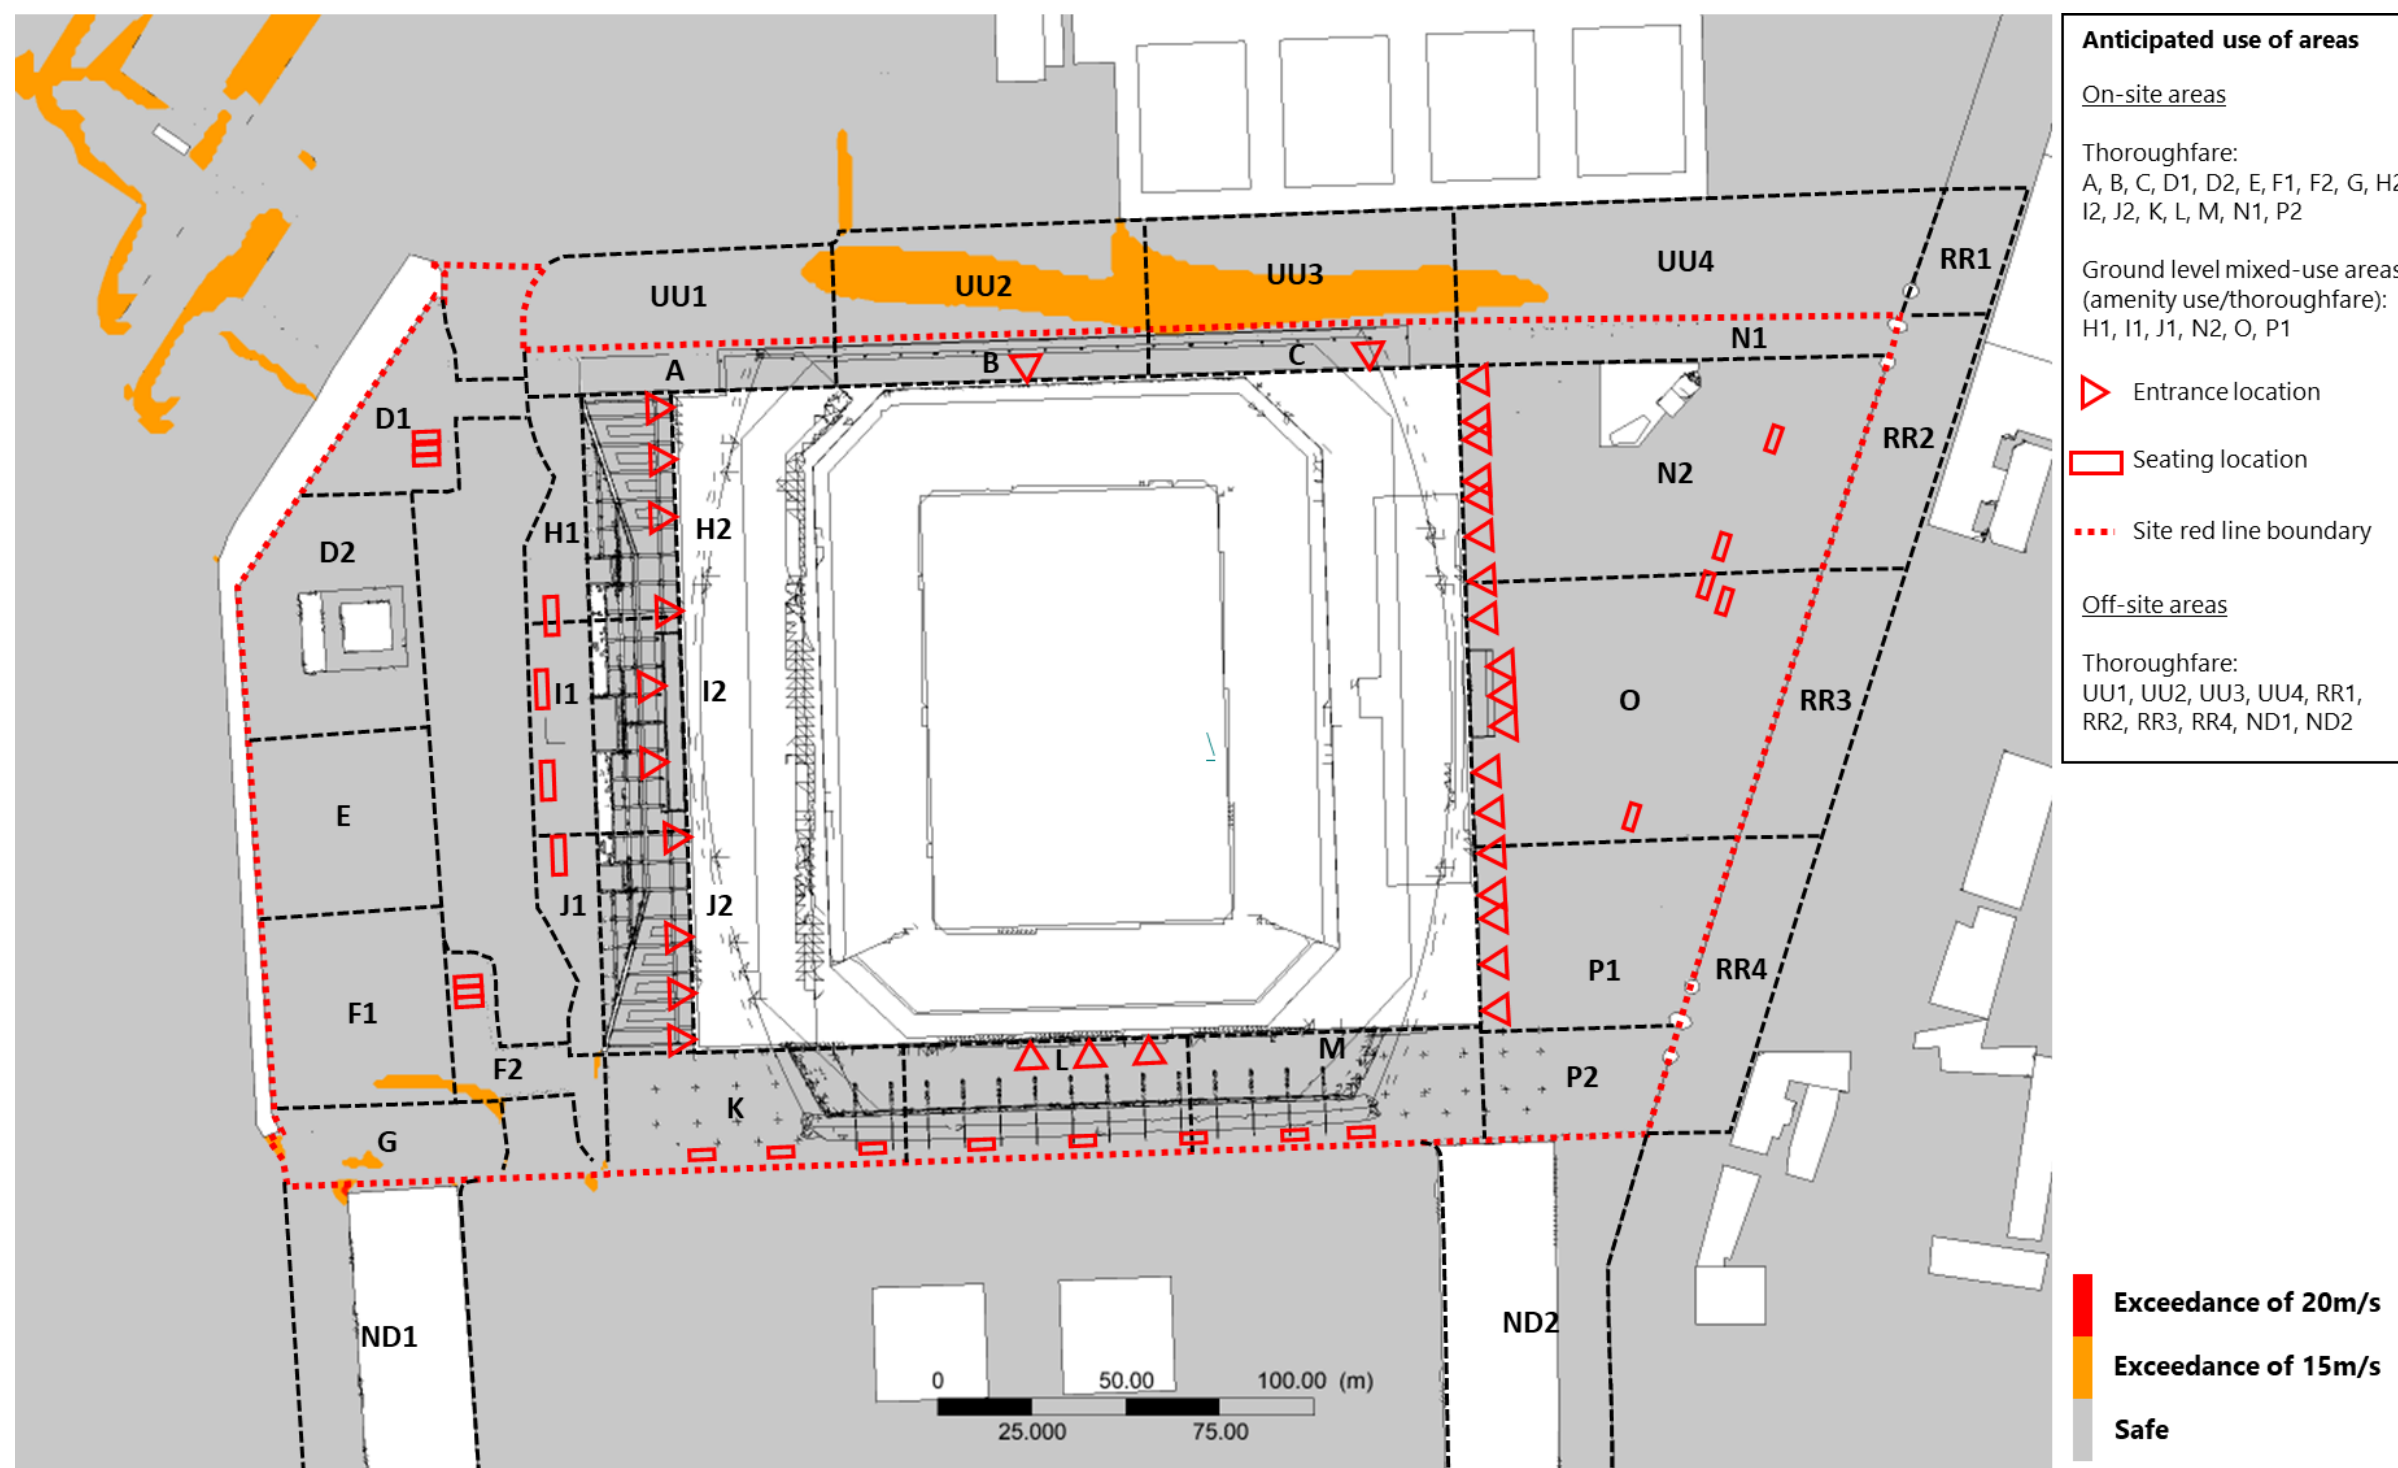 Anticipated use of areas
On-site areas
Thoroughfare:
A, B, C, D1, D2, E, F1, F2, G, H2
I2, J2, K, L, M, N1, P2
Ground level mixed-use areas
(amenity use/thoroughfare):
H1, I1, J1, N2, O, P1
Entrance location
Seating location
Site red line boundary
Off-site areas
Thoroughfare:
UU1, UU2, UU3, UU4, RR1,
RR2, RR3, RR4, ND1, ND2
UU1
UU2
UU3
UU4
RR1
A
B
C
N1
D1
RR2
N2
H1
H2
D2
I1
I2
O
RR3
E
J1
J2
P1
RR4
F1
F2
L
M
P2
K
G
ND1
ND2
0 50.00 100.00 (m)
25.000 75.00
Exceedance of 20m/s
Exceedance of 15m/s
Safe